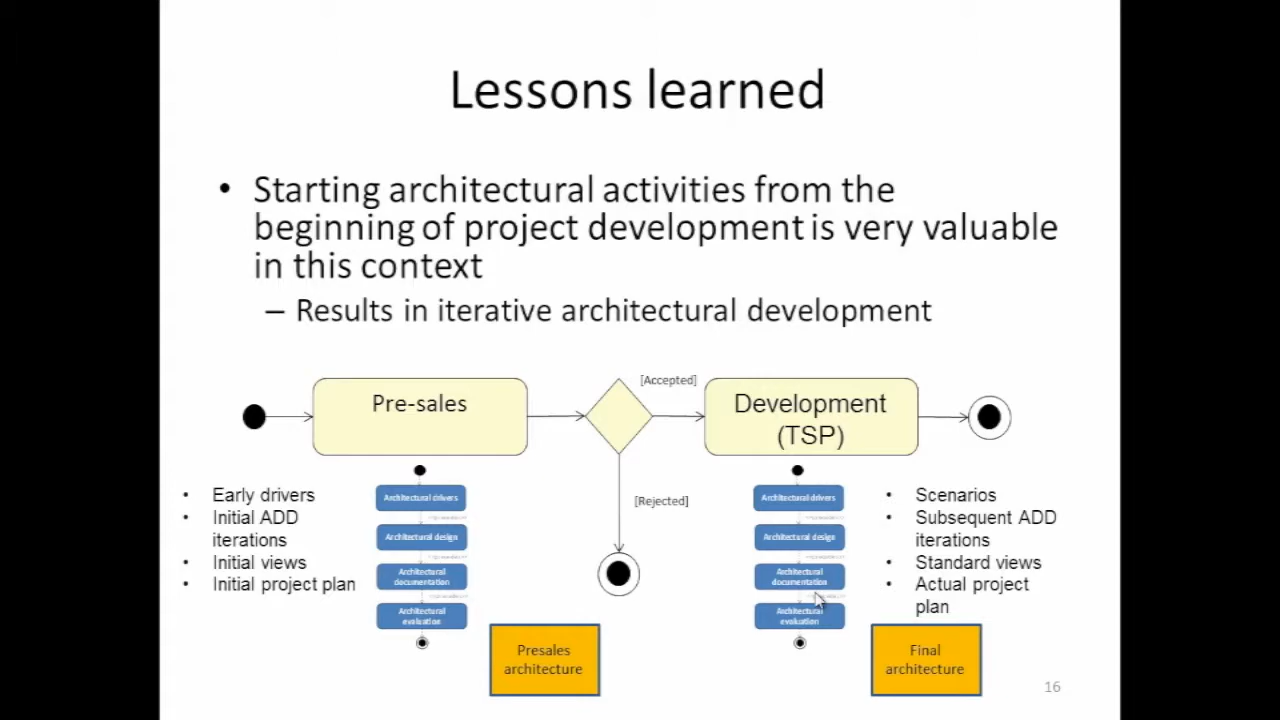 Lessons learned
• Starting architectural activities from the
beginning of project development is very valuable
in this context
– Results in iterative architectural development
Pre-sales
[Accepted]
Development
(TSP)
[Rejected]
• Early drivers
• Initial ADD
iterations
• Initial views
• Initial project plan
Architectural drivers
Architectural design
Architectural
documentation
Architectural
evaluation
Presales
architecture
Architectural drivers
Architectural design
Architectural
documentation
Architectural
evaluation
• Scenarios
• Subsequent ADD
iterations
• Standard views
• Actual project
plan
Final
architecture
16